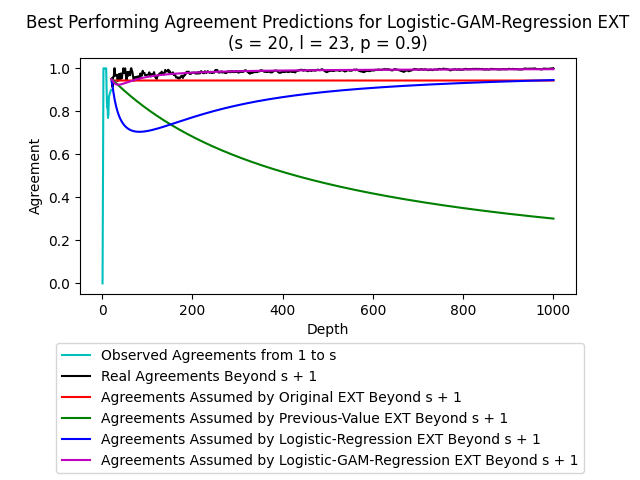 Best Performing Agreement Predictions for Logistic-GAM-Regression EXT
(s = 20, l = 23, p = 0.9)
1.0
0.8
0.6
0.4
0.2
0.0
Agreement
0 200 400 600 800 1000
Depth
Observed Agreements from 1 to s
Real Agreements Beyond s + 1
Agreements Assumed by Original EXT Beyond s + 1
Agreements Assumed by Previous-Value EXT Beyond s + 1
Agreements Assumed by Logistic-Regression EXT Beyond s + 1
Agreements Assumed by Logistic-GAM-Regression EXT Beyond s + 1